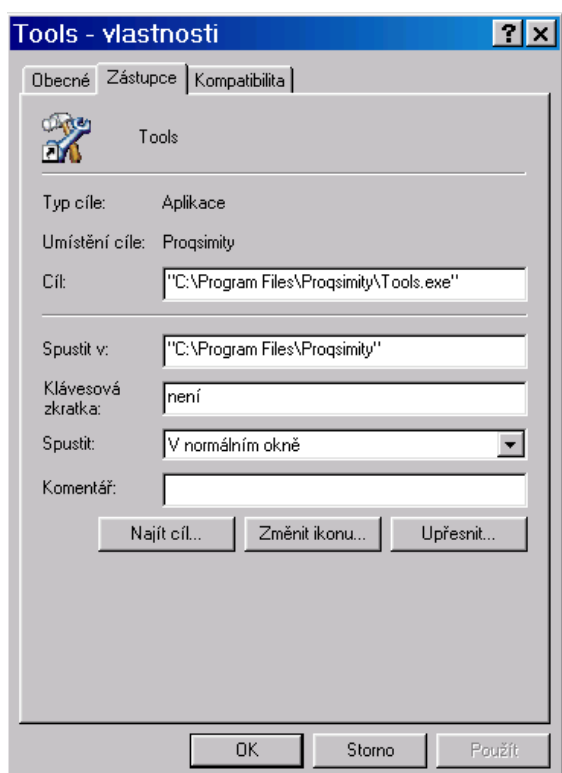 Tools - vlastnosti
Obecné Zástupce Kompatibilita
Tools
Typ cíle: Aplikace
Umístění cíle: Proqsimity
Cíl: "C:\Program Files\Proqsimity\Tools.exe"
Spustit v: "C:\Program Files\Proqsimity"
Klávesová
zkratka: není
Spustit: V normálním okně
Komentář:
Najít cíl... Změnit ikonu... Upřesnit...
OK Storno Použít